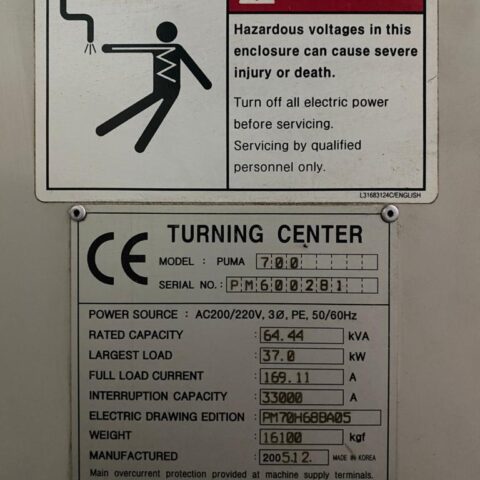 Hazardous voltages in this
enclosure can cause severe
injury or death.
Turn off all electric power
before servicing.
Servicing by qualified
personnel only.
L31683124C/ENGLISH
CE TURNING CENTER
MODEL : PUMA 700
SERIAL NO. : PM600281
POWER SOURCE : AC200/220V, 3Ø, PE, 50/60Hz
RATED CAPACITY : 64.44 kVA
LARGEST LOAD : 37.0 kW
FULL LOAD CURRENT : 169.11 A
INTERRUPTION CAPACITY : 33000 A
ELECTRIC DRAWING EDITION : PM70H6BBA05
WEIGHT : 16100 kgf
MANUFACTURED : 2005.12. MADE IN KOREA
Main overcurrent protection provided at machine supply terminals.